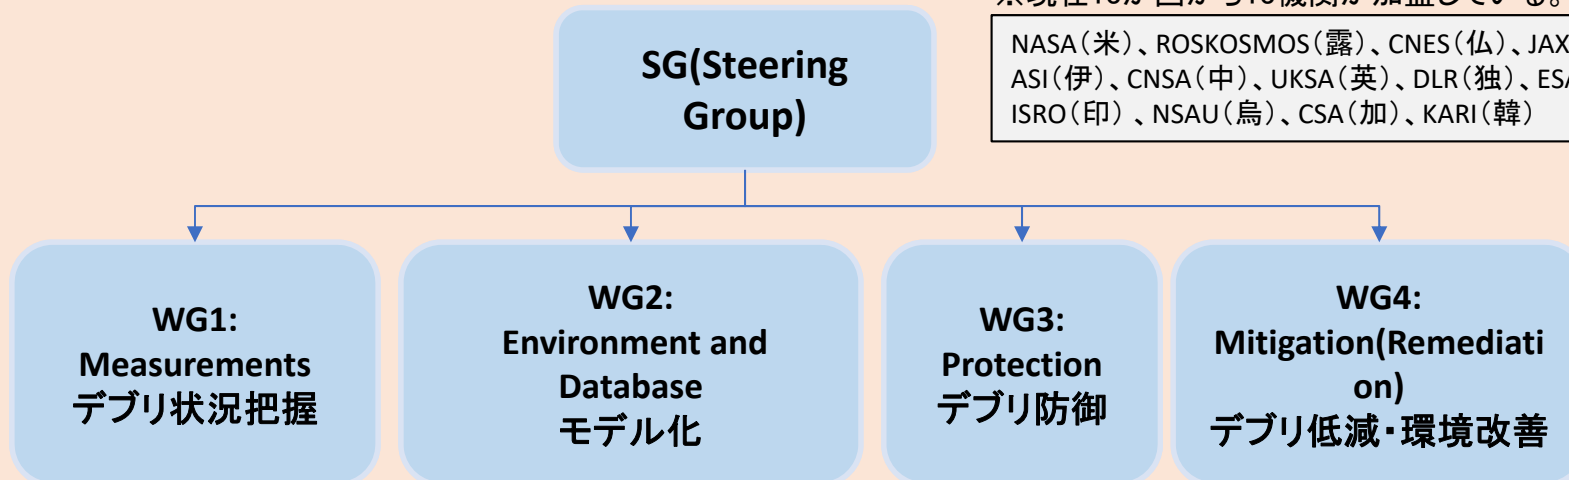 SG(Steering
Group)
NASA(米)、ROSKOSMOS(露)、CNES(仏)、JAX
ASI(伊)、CNSA(中)、UKSA(英)、DLR(独)、ESA
ISRO(印) 、NSAU(烏)、CSA(加)、KARI(韓)
WG1:
Measurements
デブリ状況把握
WG2:
Environment and
Database
モデル化
WG3:
Protection
デブリ防御
WG4:
Mitigation(Remediati
on)
デブリ低減・環境改善